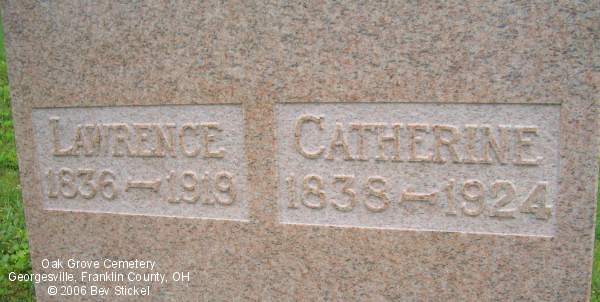 LAWRENCE
1836-1919
CATHERINE
1838-1924
Oak Grove Cemetery
Georgesville, Franklin County, OH
© 2006 Bev Stickel